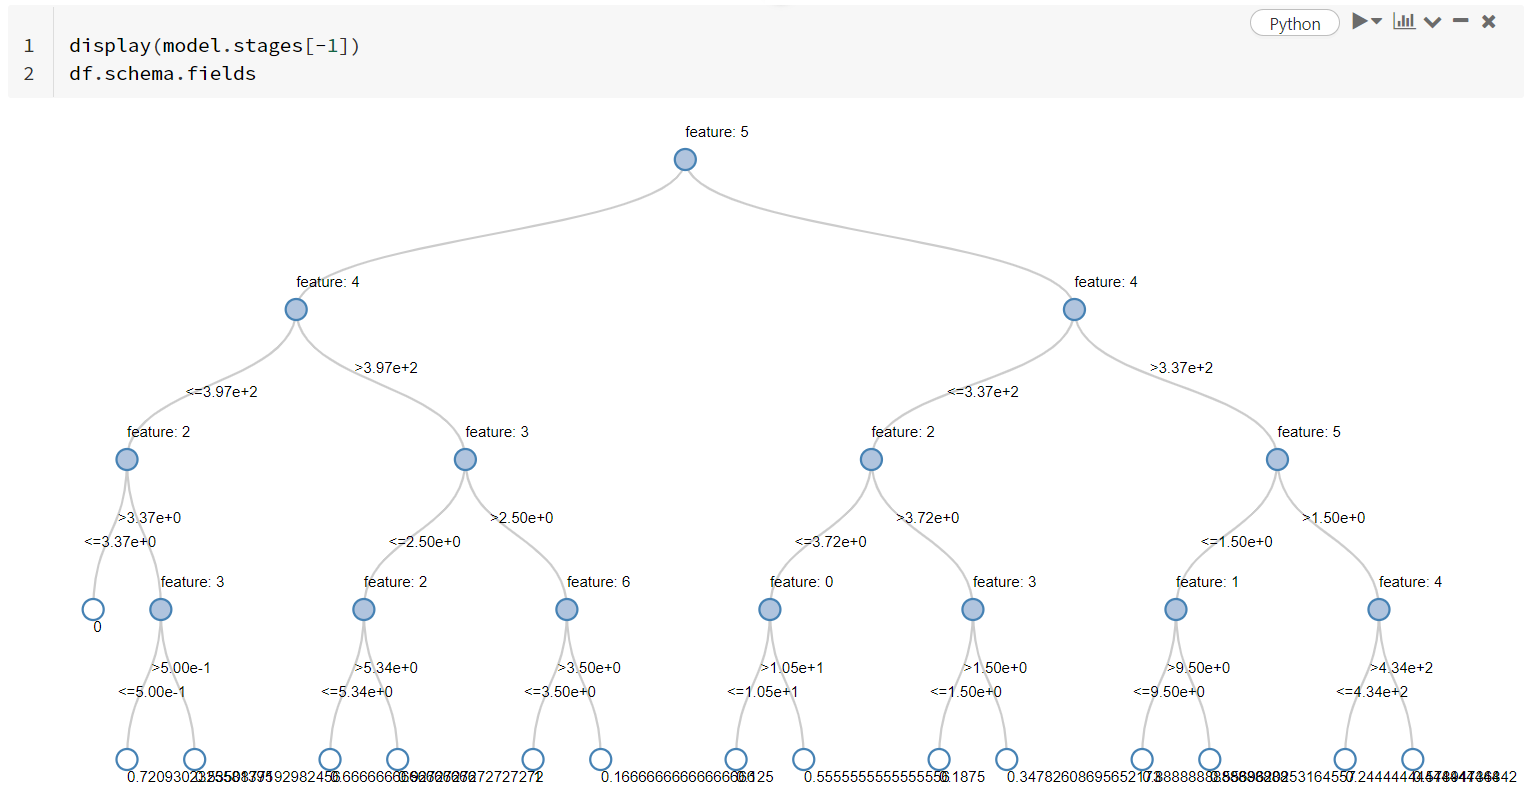 Python
1 display(model.stages[-1])
2 df.schema.fields
feature: 5
feature: 4 feature: 4
>3.97e+2 >3.37e+2
<=3.97e+2 <=3.37e+2
feature: 2 feature: 3 feature: 2 feature: 5
>3.37e+0 >2.50e+0 >3.72e+0 >1.50e+0
<=3.37e+0 <=2.50e+0 <=3.72e+0 <=1.50e+0
feature: 3 feature: 2 feature: 6 feature: 0 feature: 3 feature: 1 feature: 4
0
>5.00e-1 >5.34e+0 >3.50e+0 >1.05e+1 >1.50e+0 >9.50e+0 >4.34e+2
<=5.00e-1 <=5.34e+0 <=3.50e+0 <=1.05e+1 <=1.50e+0 <=9.50e+0 <=4.34e+2